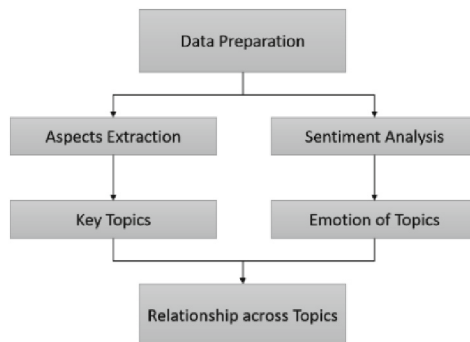 Data Preparation
Aspects Extraction
Sentiment Analysis
Key Topics
Emotion of Topics
Relationship across Topics